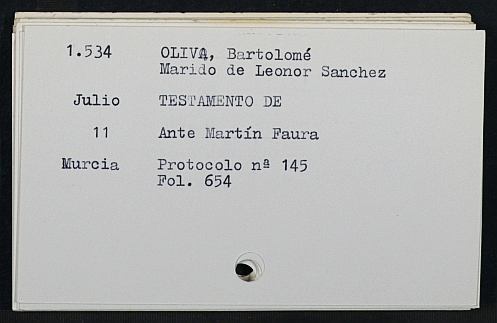 1.534 OLIVA, Bartolomé
Marido de Leonor Sanchez
Julio TESTAMENTO DE
11 Ante Martín Faura
Murcia Protocolo nª 145
Fol. 654